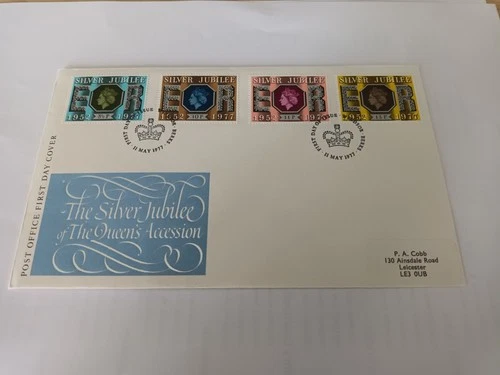 SILVER JUBILEE
E R
1952 1977
SILVER JUBILEE
E R
1952 1977
SILVER JUBILEE
E R
1952 1977
SILVER JUBILEE
E R
1952 1977
FIRST DAY OF ISSUE
11 MAY 1977
FIRST DAY OF ISSUE
BERKS
11 MAY 1977
POST OFFICE FIRST DAY COVER
The Silver Jubilee
of The Queen's Accession
P. A. Cobb
130 Ainsdale Road
Leicester
LE3 0UB